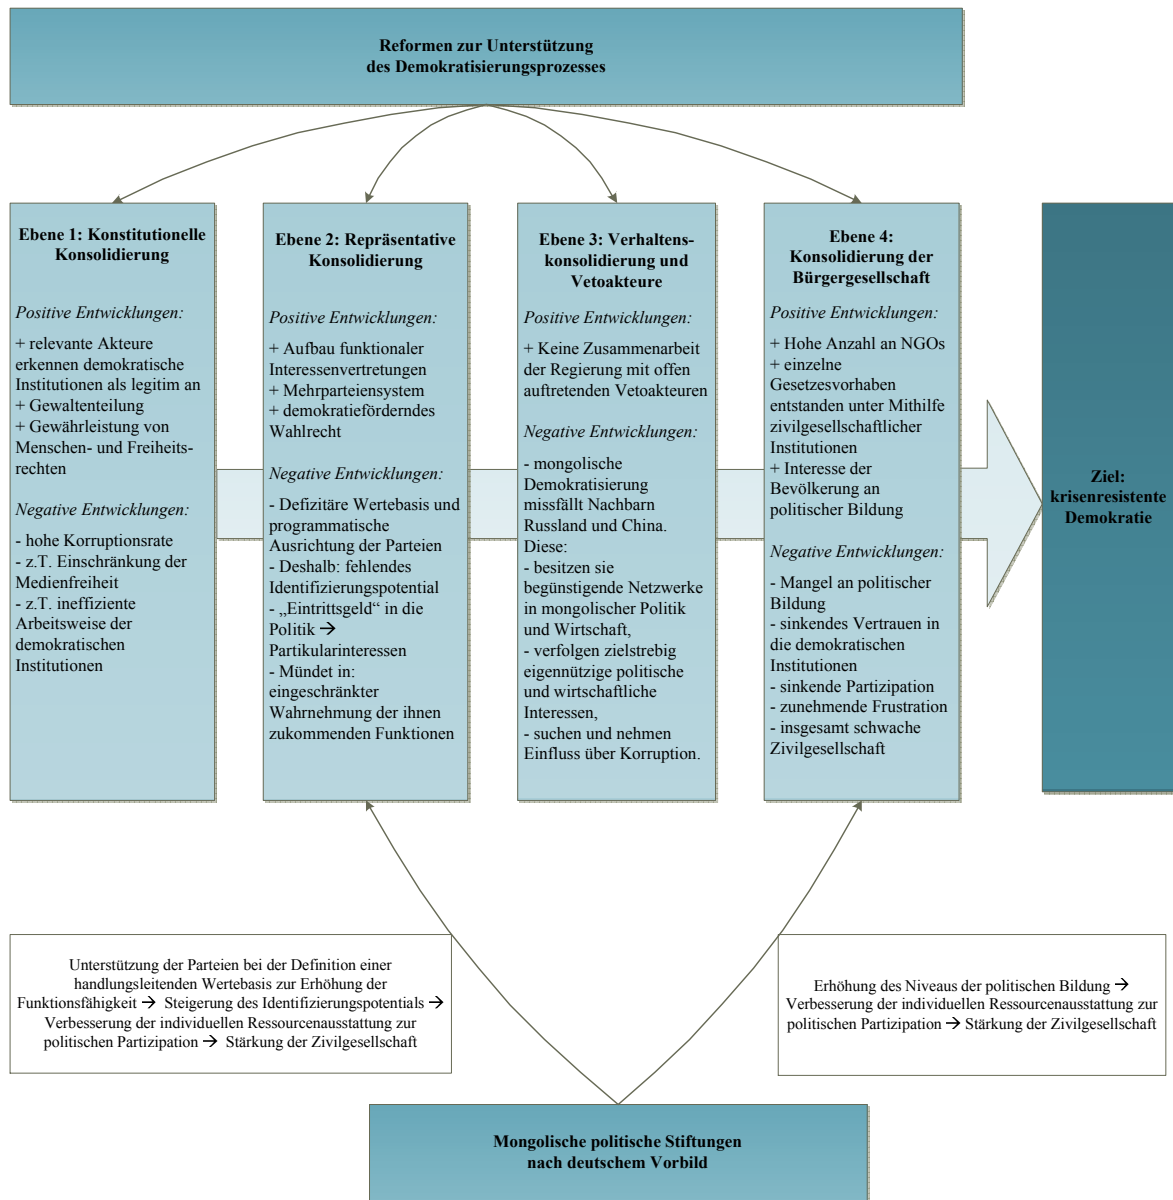 Reformen zur Unterstützung
des Demokratisierungsprozesses
Ebene 1: Konstitutionelle
Konsolidierung
Positive Entwicklungen:
+ relevante Akteure
erkennen demokratische
Institutionen als legitim an
+ Gewaltenteilung
+ Gewährleistung von
Menschen- und Freiheits-
rechten
Negative Entwicklungen:
- hohe Korruptionsrate
- z.T. Einschränkung der
Medienfreiheit
- z.T. ineffiziente
Arbeitsweise der
demokratischen
Institutionen
Ebene 2: Repräsentative
Konsolidierung
Positive Entwicklungen:
+ Aufbau funktionaler
Interessenvertretungen
+ Mehrparteiensystem
+ demokratieförderndes
Wahlrecht
Negative Entwicklungen:
- Defizitäre Wertebasis und
programmatische
Ausrichtung der Parteien
- Deshalb: fehlendes
Identifizierungspotential
- „Eintrittsgeld“ in die
Politik →
Partikularinteressen
- Mündet in:
eingeschränkter
Wahrnehmung der ihnen
zukommenden Funktionen
Ebene 3: Verhaltens-
konsolidierung und
Vetoakteure
Positive Entwicklungen:
+ Keine Zusammenarbeit
der Regierung mit offen
auftretenden Vetoakteuren
Negative Entwicklungen:
- mongolische
Demokratisierung
missfällt Nachbarn
Russland und China.
Diese:
- besitzen sie
begünstigende Netzwerke
in mongolischer Politik
und Wirtschaft,
- verfolgen zielstrebig
eigennützige politische
und wirtschaftliche
Interessen,
- suchen und nehmen
Einfluss über Korruption.
Ebene 4:
Konsolidierung der
Bürgergesellschaft
Positive Entwicklungen:
+ Hohe Anzahl an NGOs
+ einzelne
Gesetzesvorhaben
entstanden unter Mithilfe
zivilgesellschaftlicher
Institutionen
+ Interesse der
Bevölkerung an
politischer Bildung
Negative Entwicklungen:
- Mangel an politischer
Bildung
- sinkendes Vertrauen in
die demokratischen
Institutionen
- sinkende Partizipation
- zunehmende Frustration
- insgesamt schwache
Zivilgesellschaft
Ziel:
krisenresistente
Demokratie
Unterstützung der Parteien bei der Definition einer
handlungsleitenden Wertebasis zur Erhöhung der
Funktionsfähigkeit → Steigerung des Identifizierungspotentials →
Verbesserung der individuellen Ressourcenausstattung zur
politischen Partizipation → Stärkung der Zivilgesellschaft
Erhöhung des Niveaus der politischen Bildung →
Verbesserung der individuellen Ressourcenausstattung zur
politischen Partizipation → Stärkung der Zivilgesellschaft
Mongolische politische Stiftungen
nach deutschem Vorbild